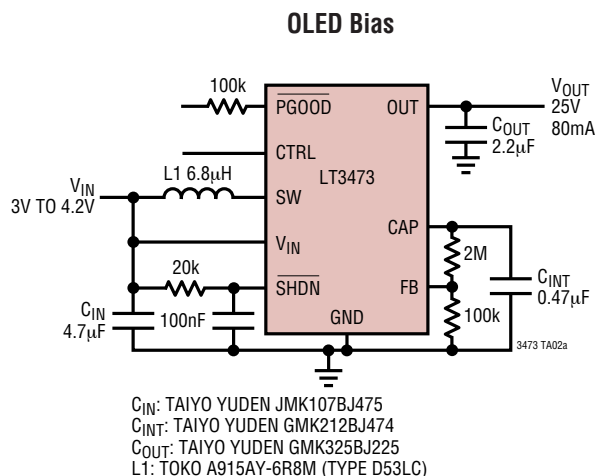 OLED Bias
100k
PGOOD
OUT
VOUT
25V
80mA
COUT
2.2µF
CTRL
LT3473
L1 6.8µH
VIN
3V TO 4.2V
SW
CAP
2M
VIN
20k
SHDN
FB
CINT
0.47µF
CIN
4.7µF
100nF
GND
100k
3473 TA02a
CIN: TAIYO YUDEN JMK107BJ475
CINT: TAIYO YUDEN GMK212BJ474
COUT: TAIYO YUDEN GMK325BJ225
L1: TOKO A915AY-6R8M (TYPE D53LC)